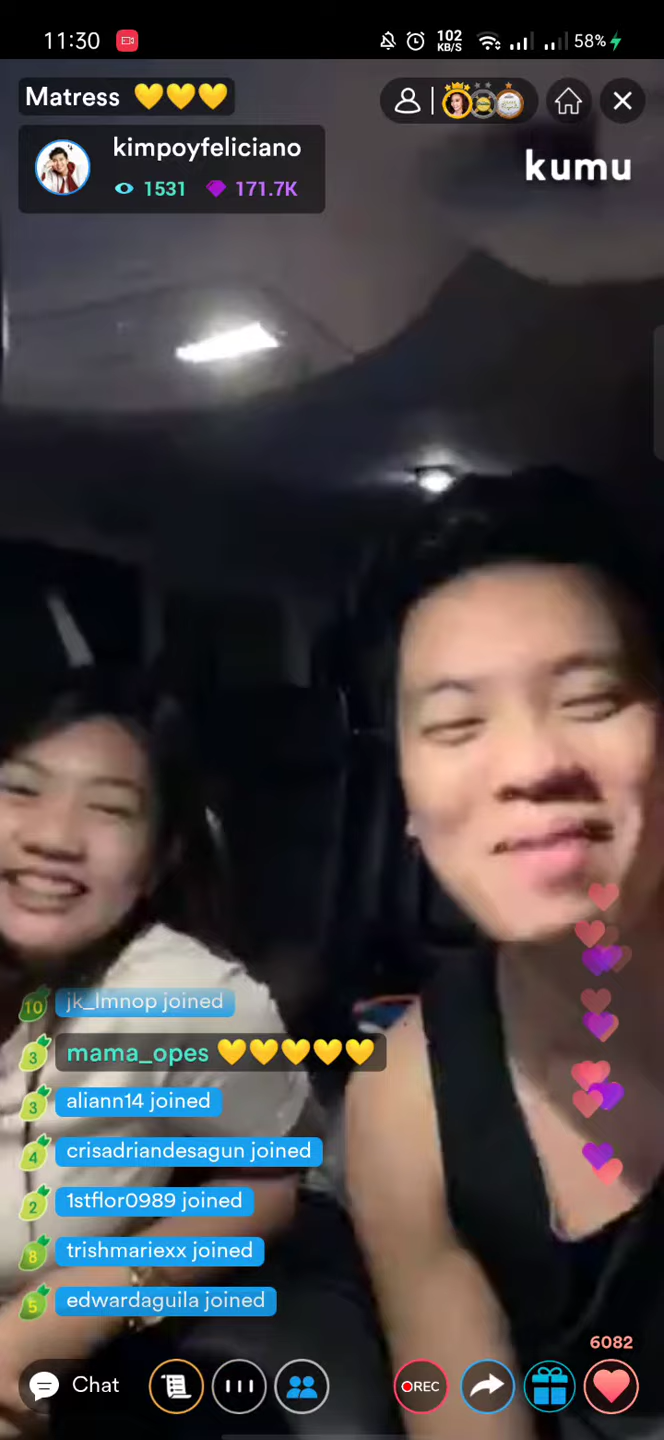 11:30
102
KB/S
58%
Matress 💛💛💛
kimpoyfeliciano
1531 171.7K
kumu
10 jk_lmnop joined
3 mama_opes 💛💛💛💛💛
3 aliann14 joined
4 crisadriandesagun joined
2 1stflor0989 joined
8 trishmariexx joined
5 edwardaguila joined
6082
Chat
REC